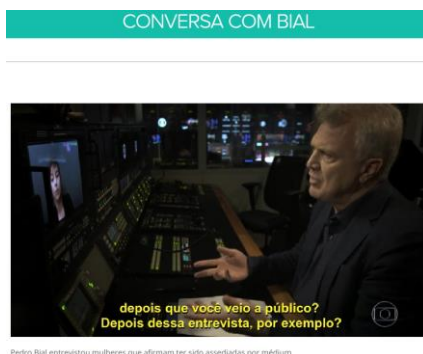 CONVERSA COM BIAL
depois que você veio a público?
Depois dessa entrevista, por exemplo?
Pedro Bial entrevistou mulheres que afirmam ter sido assediadas por médium